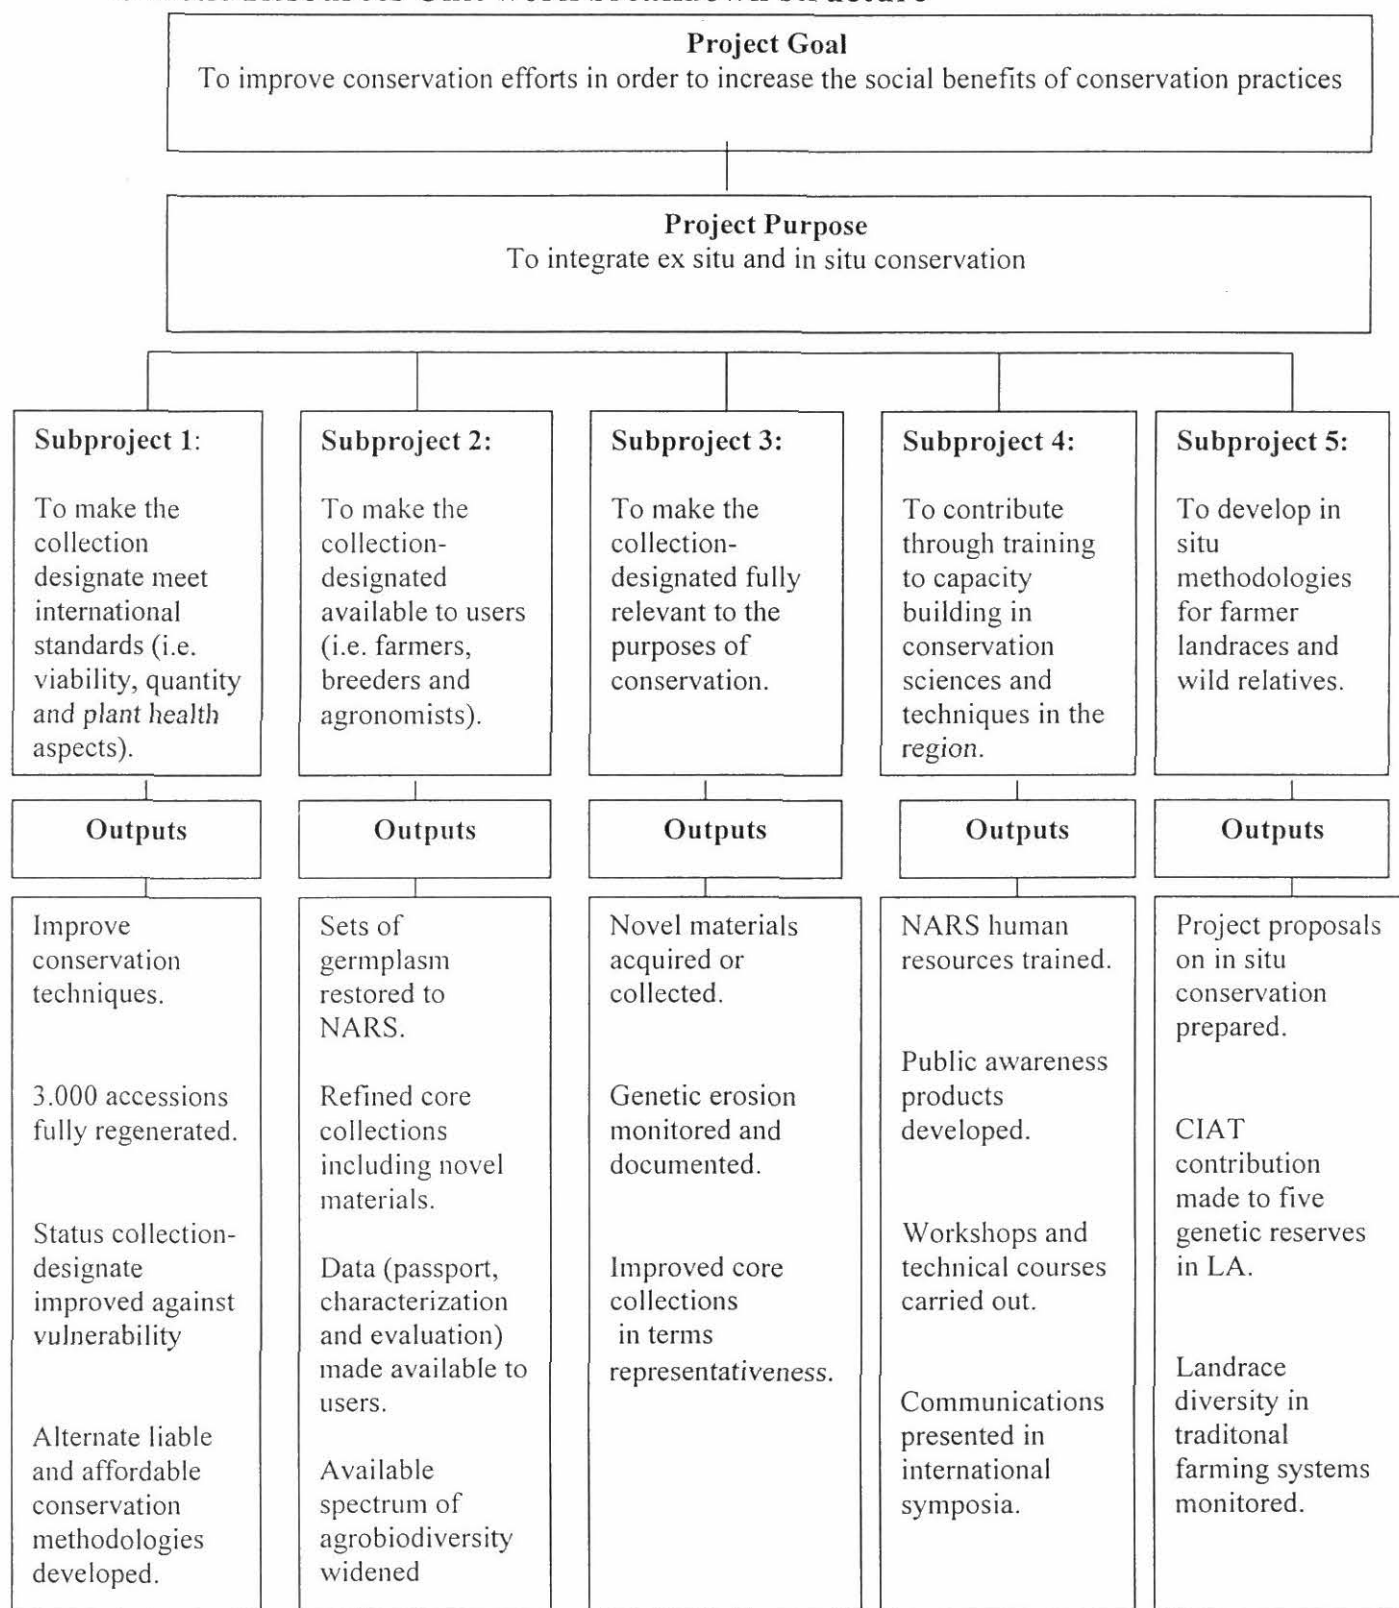 Resources Unit work breakdown structure
Project Goal
To improve conservation efforts in order to increase the social benefits of conservation practices
Project Purpose
To integrate ex situ and in situ conservation
Subproject 1:
To make the
collection
designate meet
international
standards (i.e.
viability, quantity
and plant health
aspects).
Subproject 2:
To make the
collection-
designated
available to users
(i.e. farmers,
breeders and
agronomists).
Subproject 3:
To make the
collection-
designated fully
relevant to the
purposes of
conservation.
Subproject 4:
To contribute
through training
to capacity
building in
conservation
sciences and
techniques in the
region.
Subproject 5:
To develop in
situ
methodologies
for farmer
landraces and
wild relatives.
Outputs
Outputs
Outputs
Outputs
Outputs
Improve
conservation
techniques.
3.000 accessions
fully regenerated.
Status collection-
designate
improved against
vulnerability
Alternate liable
and affordable
conservation
methodologies
developed.
Sets of
germplasm
restored to
NARS.
Refined core
collections
including novel
materials.
Data (passport,
characterization
and evaluation)
made available to
users.
Available
spectrum of
agrobiodiversity
widened
Novel materials
acquired or
collected.
Genetic erosion
monitored and
documented.
Improved core
collections
in terms
representativeness.
NARS human
resources trained.
Public awareness
products
developed.
Workshops and
technical courses
carried out.
Communications
presented in
international
symposia.
Project proposals
on in situ
conservation
prepared.
CIAT
contribution
made to five
genetic reserves
in LA.
Landrace
diversity in
traditonal
farming systems
monitored.